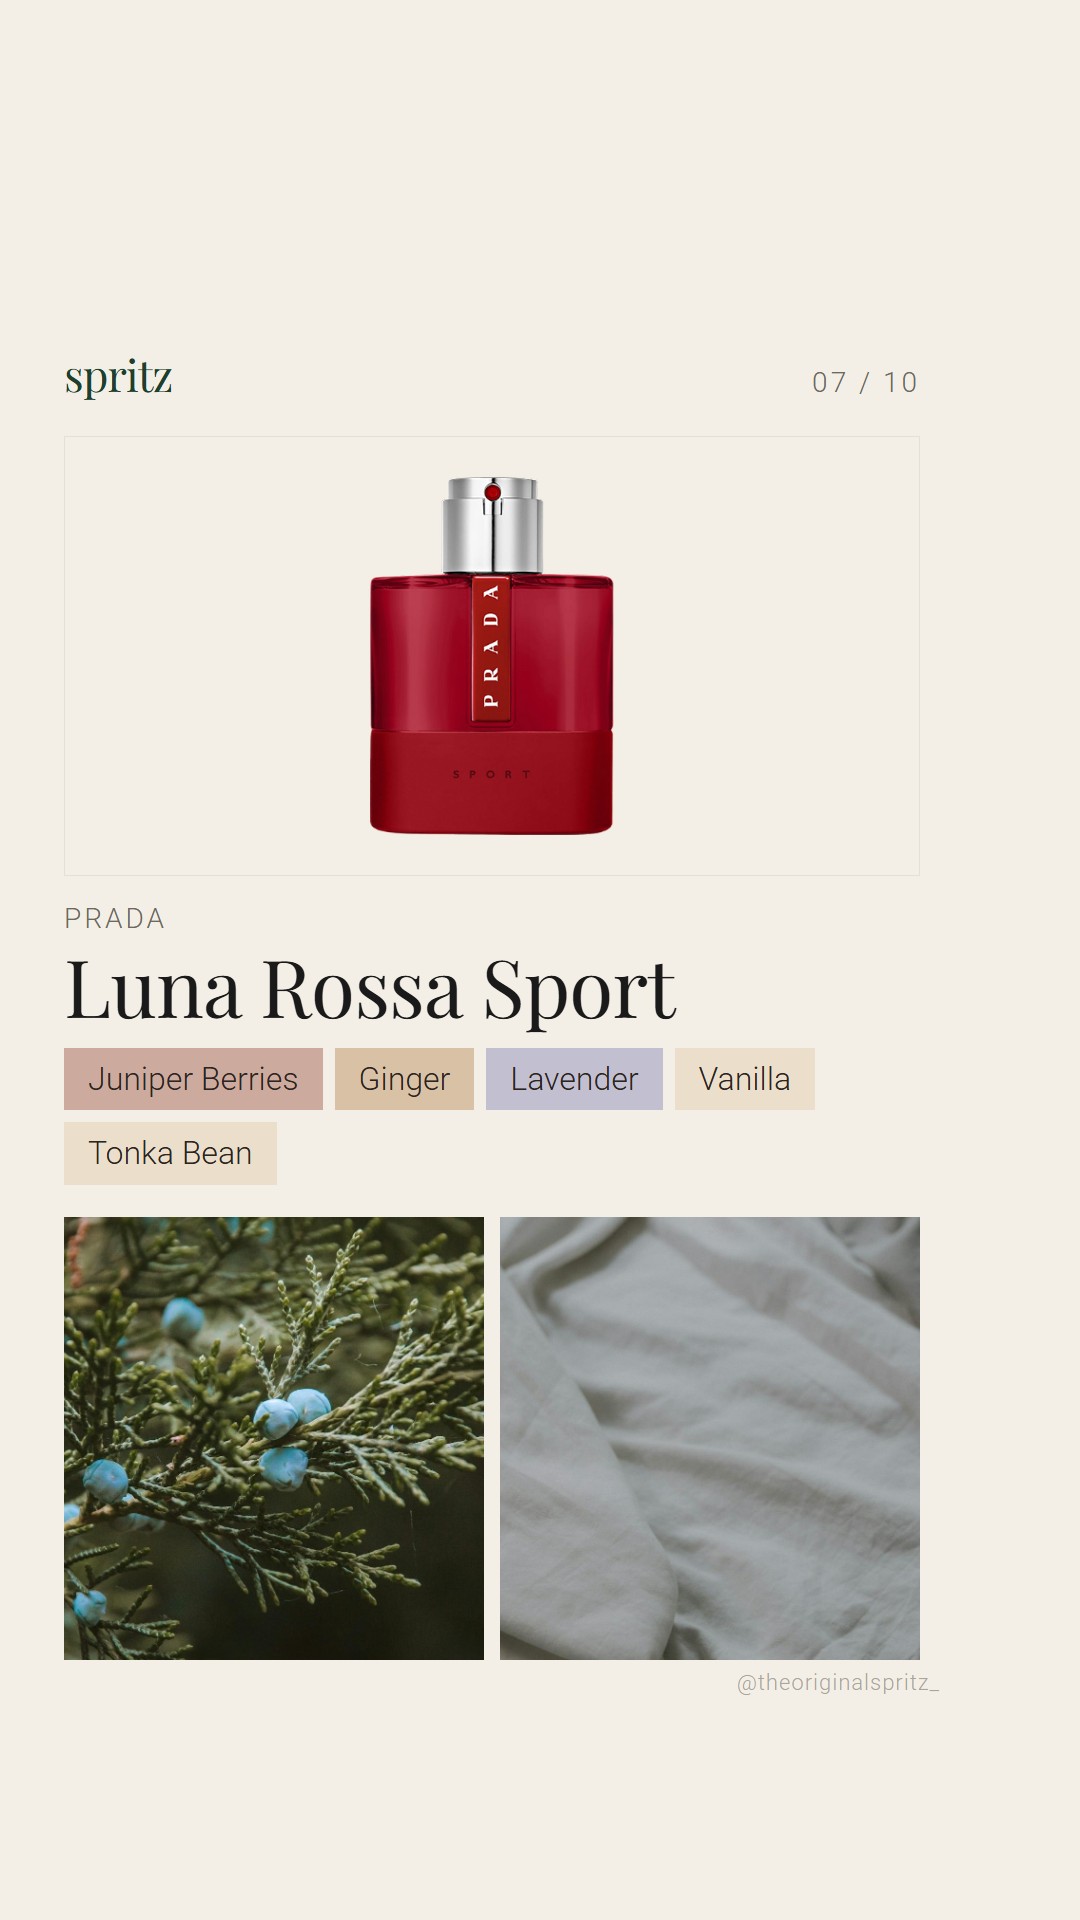 spritz
07 / 10
PRADA
SPORT
PRADA
Luna Rossa Sport
Juniper Berries
Ginger
Lavender
Vanilla
Tonka Bean
@theoriginalspritz_